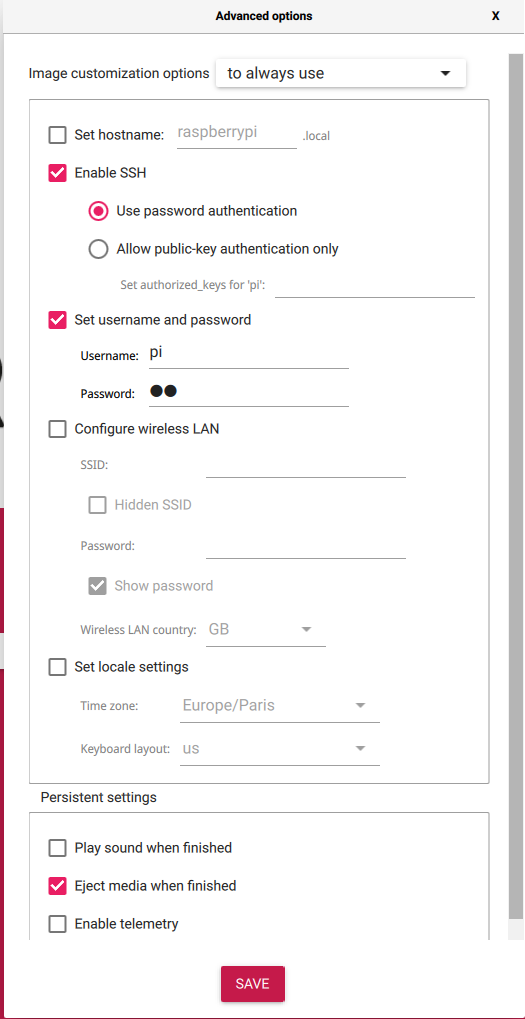 Advanced options X
Image customization options to always use
Set hostname: raspberrypi .local
Enable SSH
Use password authentication
Allow public-key authentication only
Set authorized_keys for 'pi':
Set username and password
Username: pi
Password: ●●
Configure wireless LAN
SSID:
Hidden SSID
Password:
Show password
Wireless LAN country: GB
Set locale settings
Time zone: Europe/Paris
Keyboard layout: us
Persistent settings
Play sound when finished
Eject media when finished
Enable telemetry
SAVE